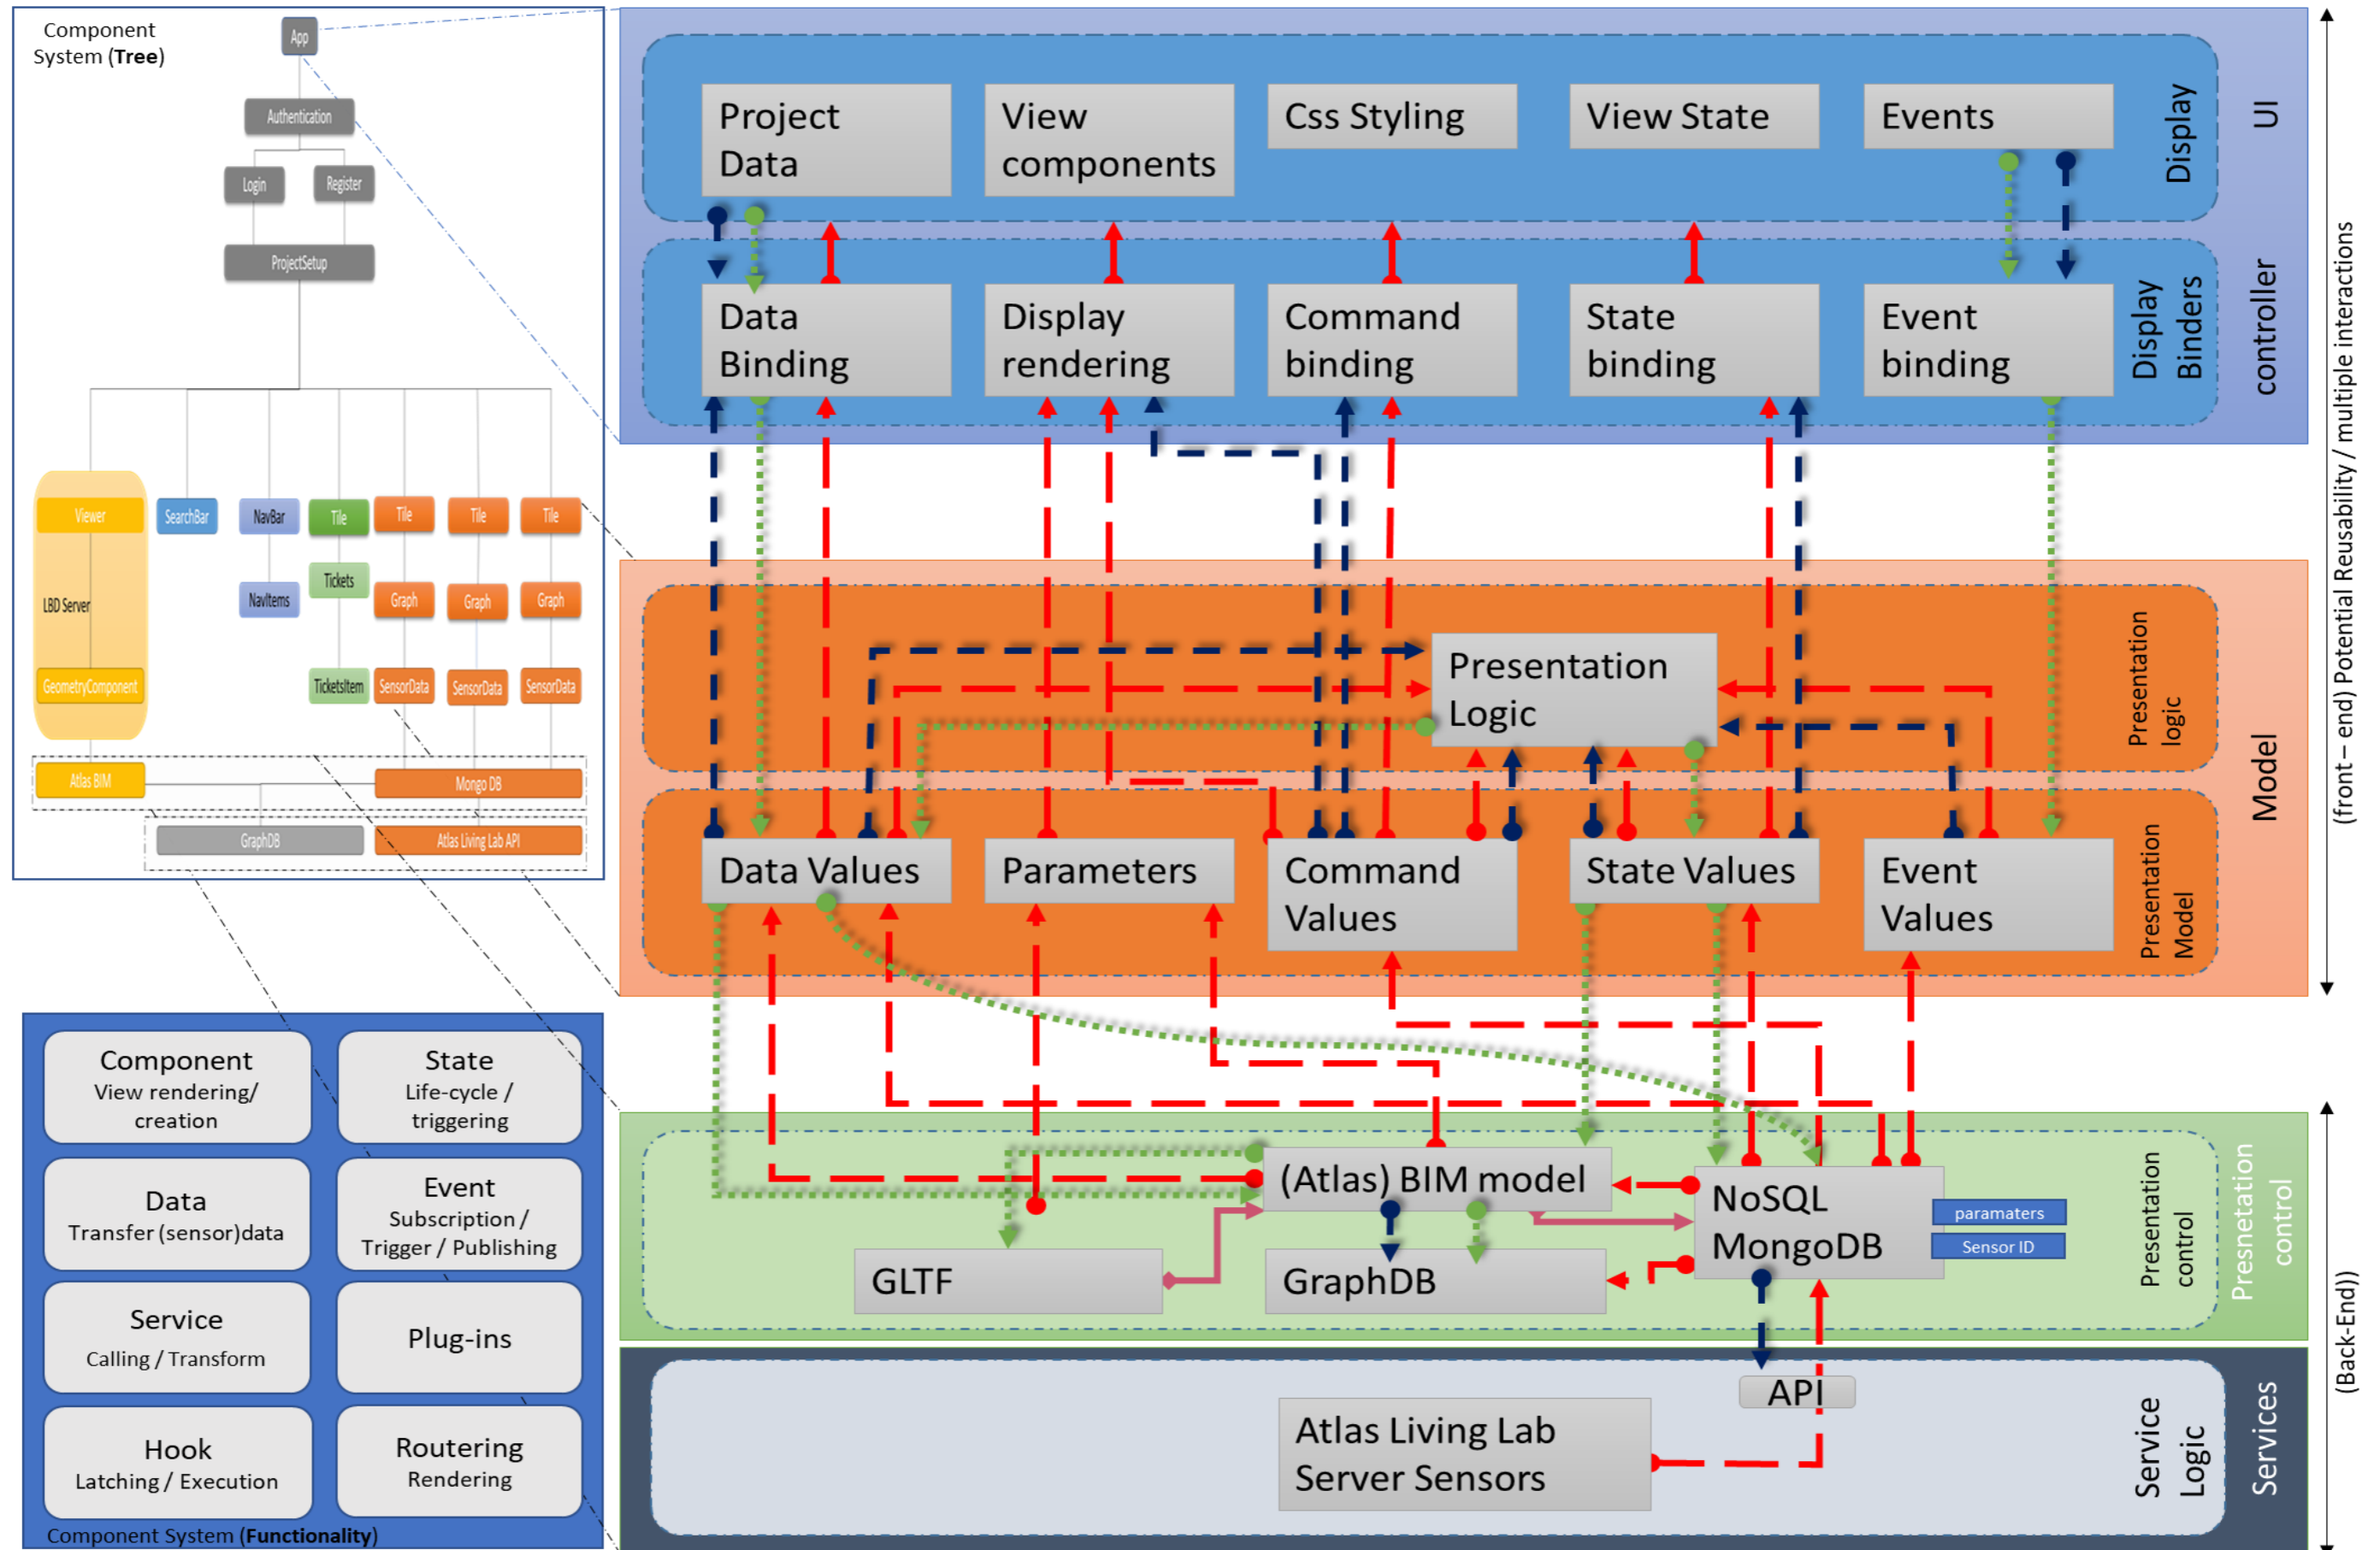 Component
System (Tree)
App
Authentication
Login
Register
ProjectSetup
Viewer
SearchBar
NavBar
Tile
Tile
Tile
Tile
LBD Server
NavItems
Tickets
Graph
Graph
Graph
GeometryComponent
TicketsItem
SensorData
SensorData
SensorData
Atlas BIM
Mongo DB
GraphDB
Atlas Living Lab API
Component
View rendering/
creation
State
Life-cycle /
triggering
Data
Transfer (sensor)data
Event
Subscription /
Trigger / Publishing
Service
Calling / Transform
Plug-ins
Hook
Latching / Execution
Routering
Rendering
Component System (Functionality)
Project
Data
View
components
Css Styling
View State
Events
Display
UI
Data
Binding
Display
rendering
Command
binding
State
binding
Event
binding
Display
Binders
controller
Presentation
Logic
Presentation
logic
Model
Data Values
Parameters
Command
Values
State Values
Event
Values
Presentation
Model
(front – end) Potential Reusability / multiple interactions
(Atlas) BIM model
NoSQL
MongoDB
paramaters
Sensor ID
GLTF
GraphDB
Presentation
control
Presnetation
control
API
Atlas Living Lab
Server Sensors
Service
Logic
Services
(Back-End))